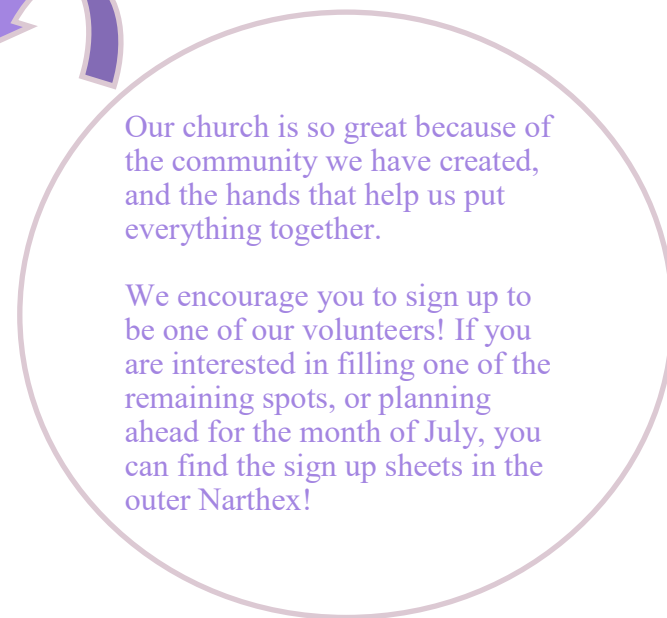 Our church is so great because of
the community we have created,
and the hands that help us put
everything together.
We encourage you to sign up to
be one of our volunteers! If you
are interested in filling one of the
remaining spots, or planning
ahead for the month of July, you
can find the sign up sheets in the
outer Narthex!